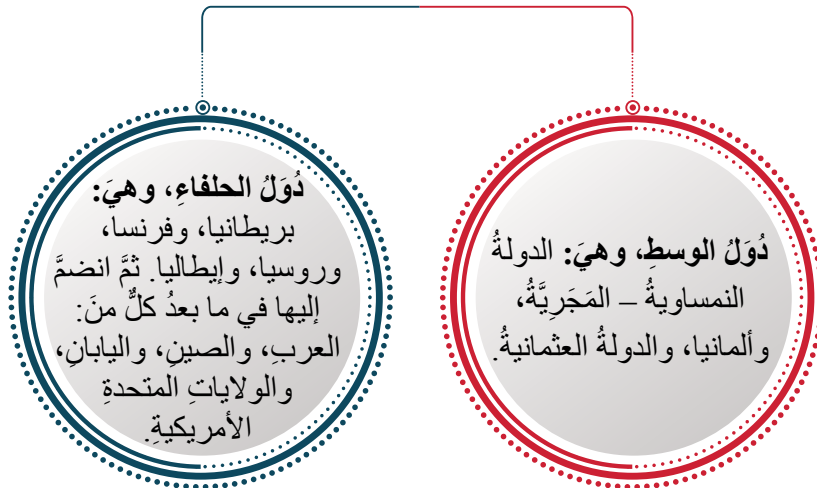 دُوَلُ الوسطِ، وهيَ: الدولةُ
النمساويةُ – المَجَرِيَّةُ،
وألمانيا، والدولةُ العثمانيةُ.
دُوَلُ الحلفاءِ، وهيَ:
بريطانيا، وفرنسا،
وروسيا، وإيطاليا. ثمَّ انضمَّ
إليها في ما بعدُ كلٌّ منَ:
العربِ، والصينِ، واليابانِ،
والولاياتِ المتحدةِ
الأمريكيةِ.